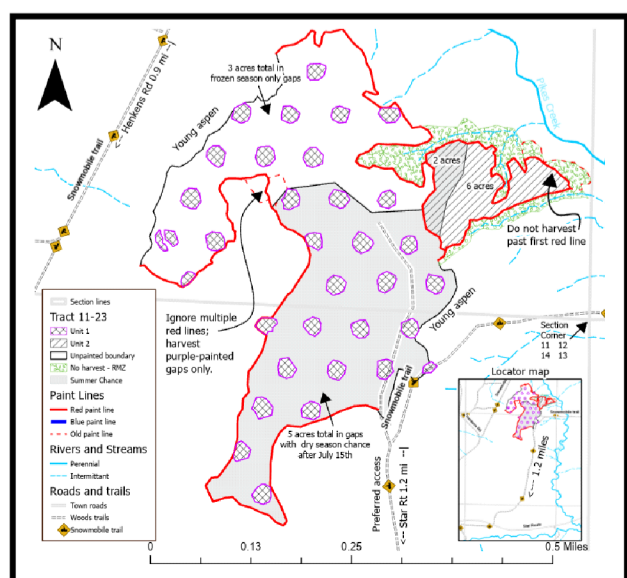 N
3 acres total in
frozen season only gaps
<-- Henkens Rd 0.9 mi --|
Snowmobile trail
Young aspen
2 acres
6 acres
Do not harvest
past first red line
Ignore multiple
red lines;
harvest
purple-painted
gaps only.
Young aspen
Section
Corner
11 12
14 13
Snowmobile trail
5 acres total in gaps
with dry season chance
after July 15th
Preferred access
<-- Star Rt 1.2 mi --|
Section lines
Tract 11-23
Unit 1
Unit 2
Unpainted boundary
No harvest - RMZ
Summer Chance
Paint Lines
Red paint line
Blue paint line
Old paint line
Rivers and Streams
Perennial
Intermittent
Roads and trails
Town roads
Woods trails
Snowmobile trail
Locator map
<---- 1.2 miles
0 0.13 0.25 0.5 Miles